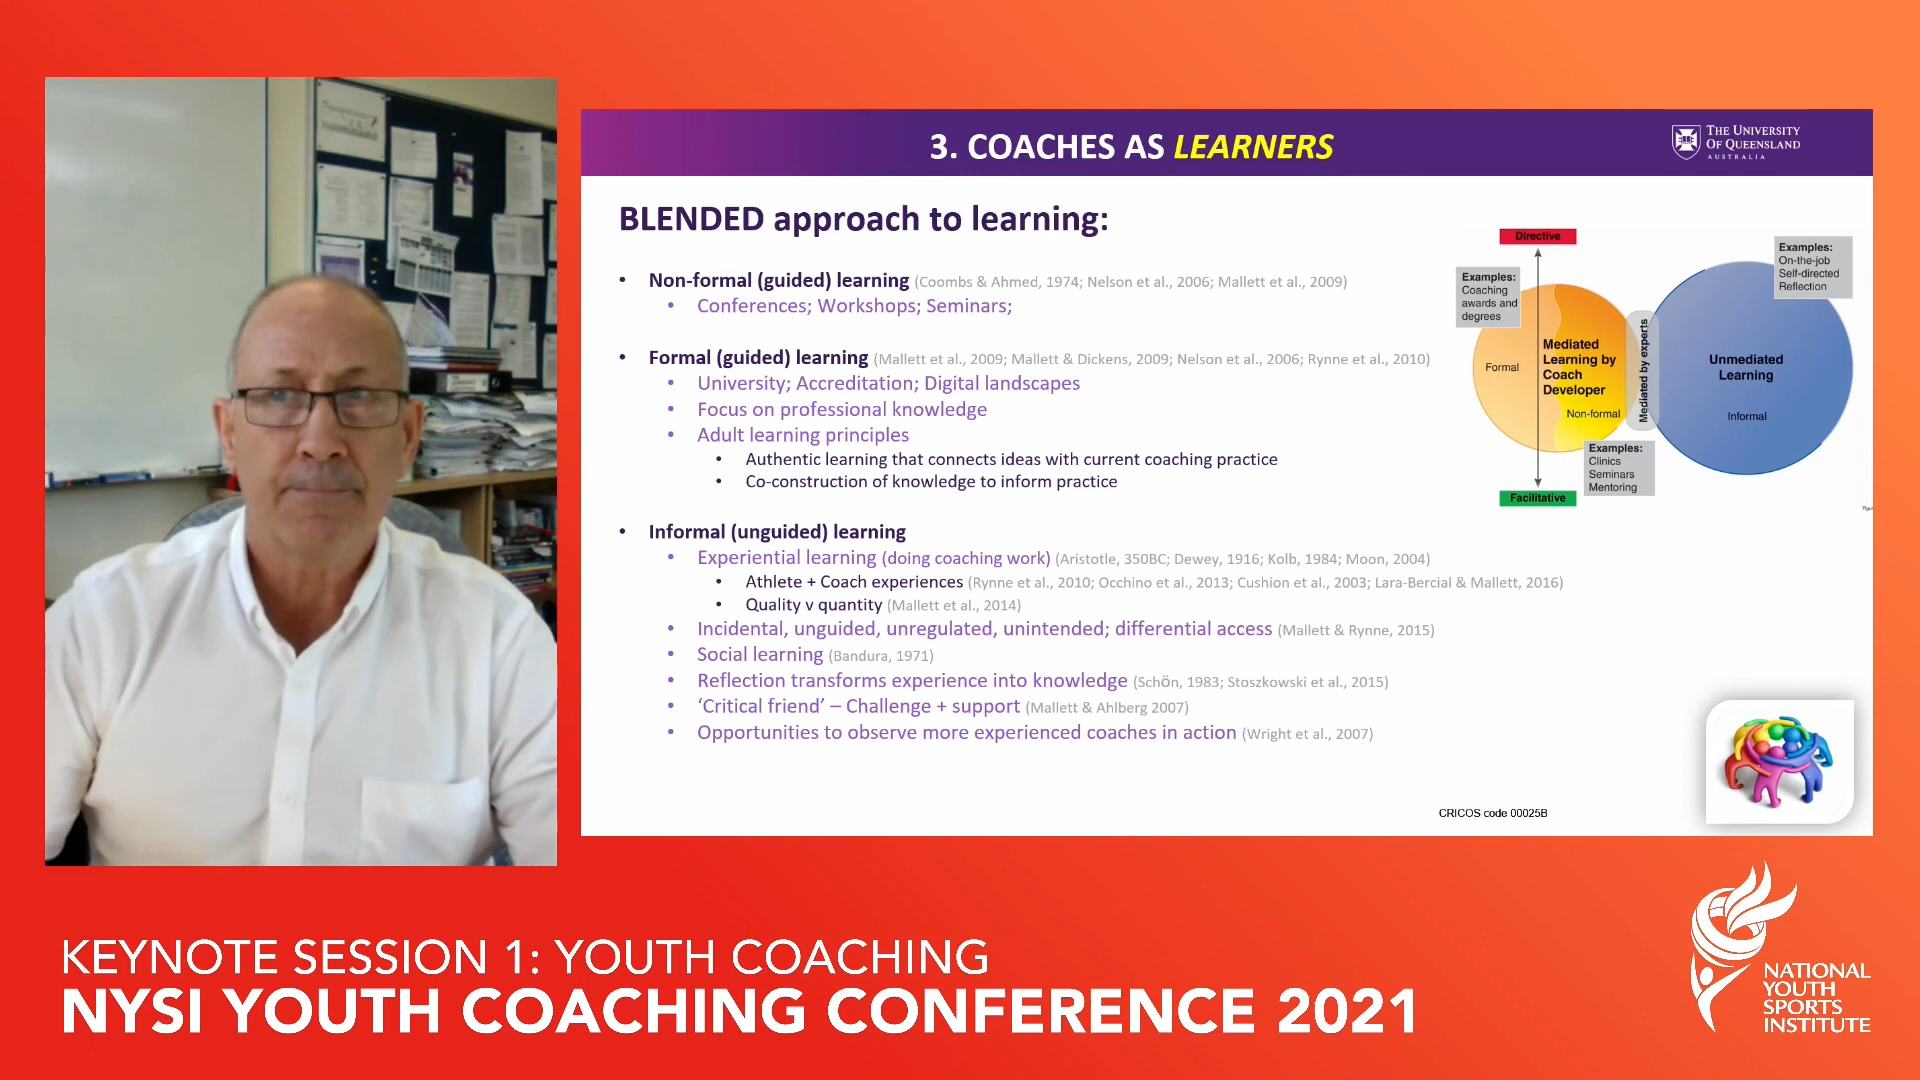 3. COACHES AS LEARNERS
THE UNIVERSITY
OF QUEENSLAND
AUSTRALIA
BLENDED approach to learning:
• Non-formal (guided) learning (Coombs & Ahmed, 1974; Nelson et al., 2006; Mallett et al., 2009)
• Conferences; Workshops; Seminars;
• Formal (guided) learning (Mallett et al., 2009; Mallett & Dickens, 2009; Nelson et al., 2006; Rynne et al., 2010)
• University; Accreditation; Digital landscapes
• Focus on professional knowledge
• Adult learning principles
• Authentic learning that connects ideas with current coaching practice
• Co-construction of knowledge to inform practice
• Informal (unguided) learning
• Experiential learning (doing coaching work) (Aristotle, 350BC; Dewey, 1916; Kolb, 1984; Moon, 2004)
• Athlete + Coach experiences (Rynne et al., 2010; Occhino et al., 2013; Cushion et al., 2003; Lara-Bercial & Mallett, 2016)
• Quality v quantity (Mallett et al., 2014)
• Incidental, unguided, unregulated, unintended; differential access (Mallett & Rynne, 2015)
• Social learning (Bandura, 1971)
• Reflection transforms experience into knowledge (Schön, 1983; Stoszkowski et al., 2015)
• ‘Critical friend’ – Challenge + support (Mallett & Ahlberg 2007)
• Opportunities to observe more experienced coaches in action (Wright et al., 2007)
Directive
Examples:
Coaching
awards and
degrees
Formal
Mediated
Learning by
Coach
Developer
Non-formal
Mediated by experts
Examples:
On-the-job
Self-directed
Reflection
Unmediated
Learning
Informal
Examples:
Clinics
Seminars
Mentoring
Facilitative
CRICOS code 00025B
KEYNOTE SESSION 1: YOUTH COACHING
NYSI YOUTH COACHING CONFERENCE 2021
NATIONAL
YOUTH
SPORTS
INSTITUTE